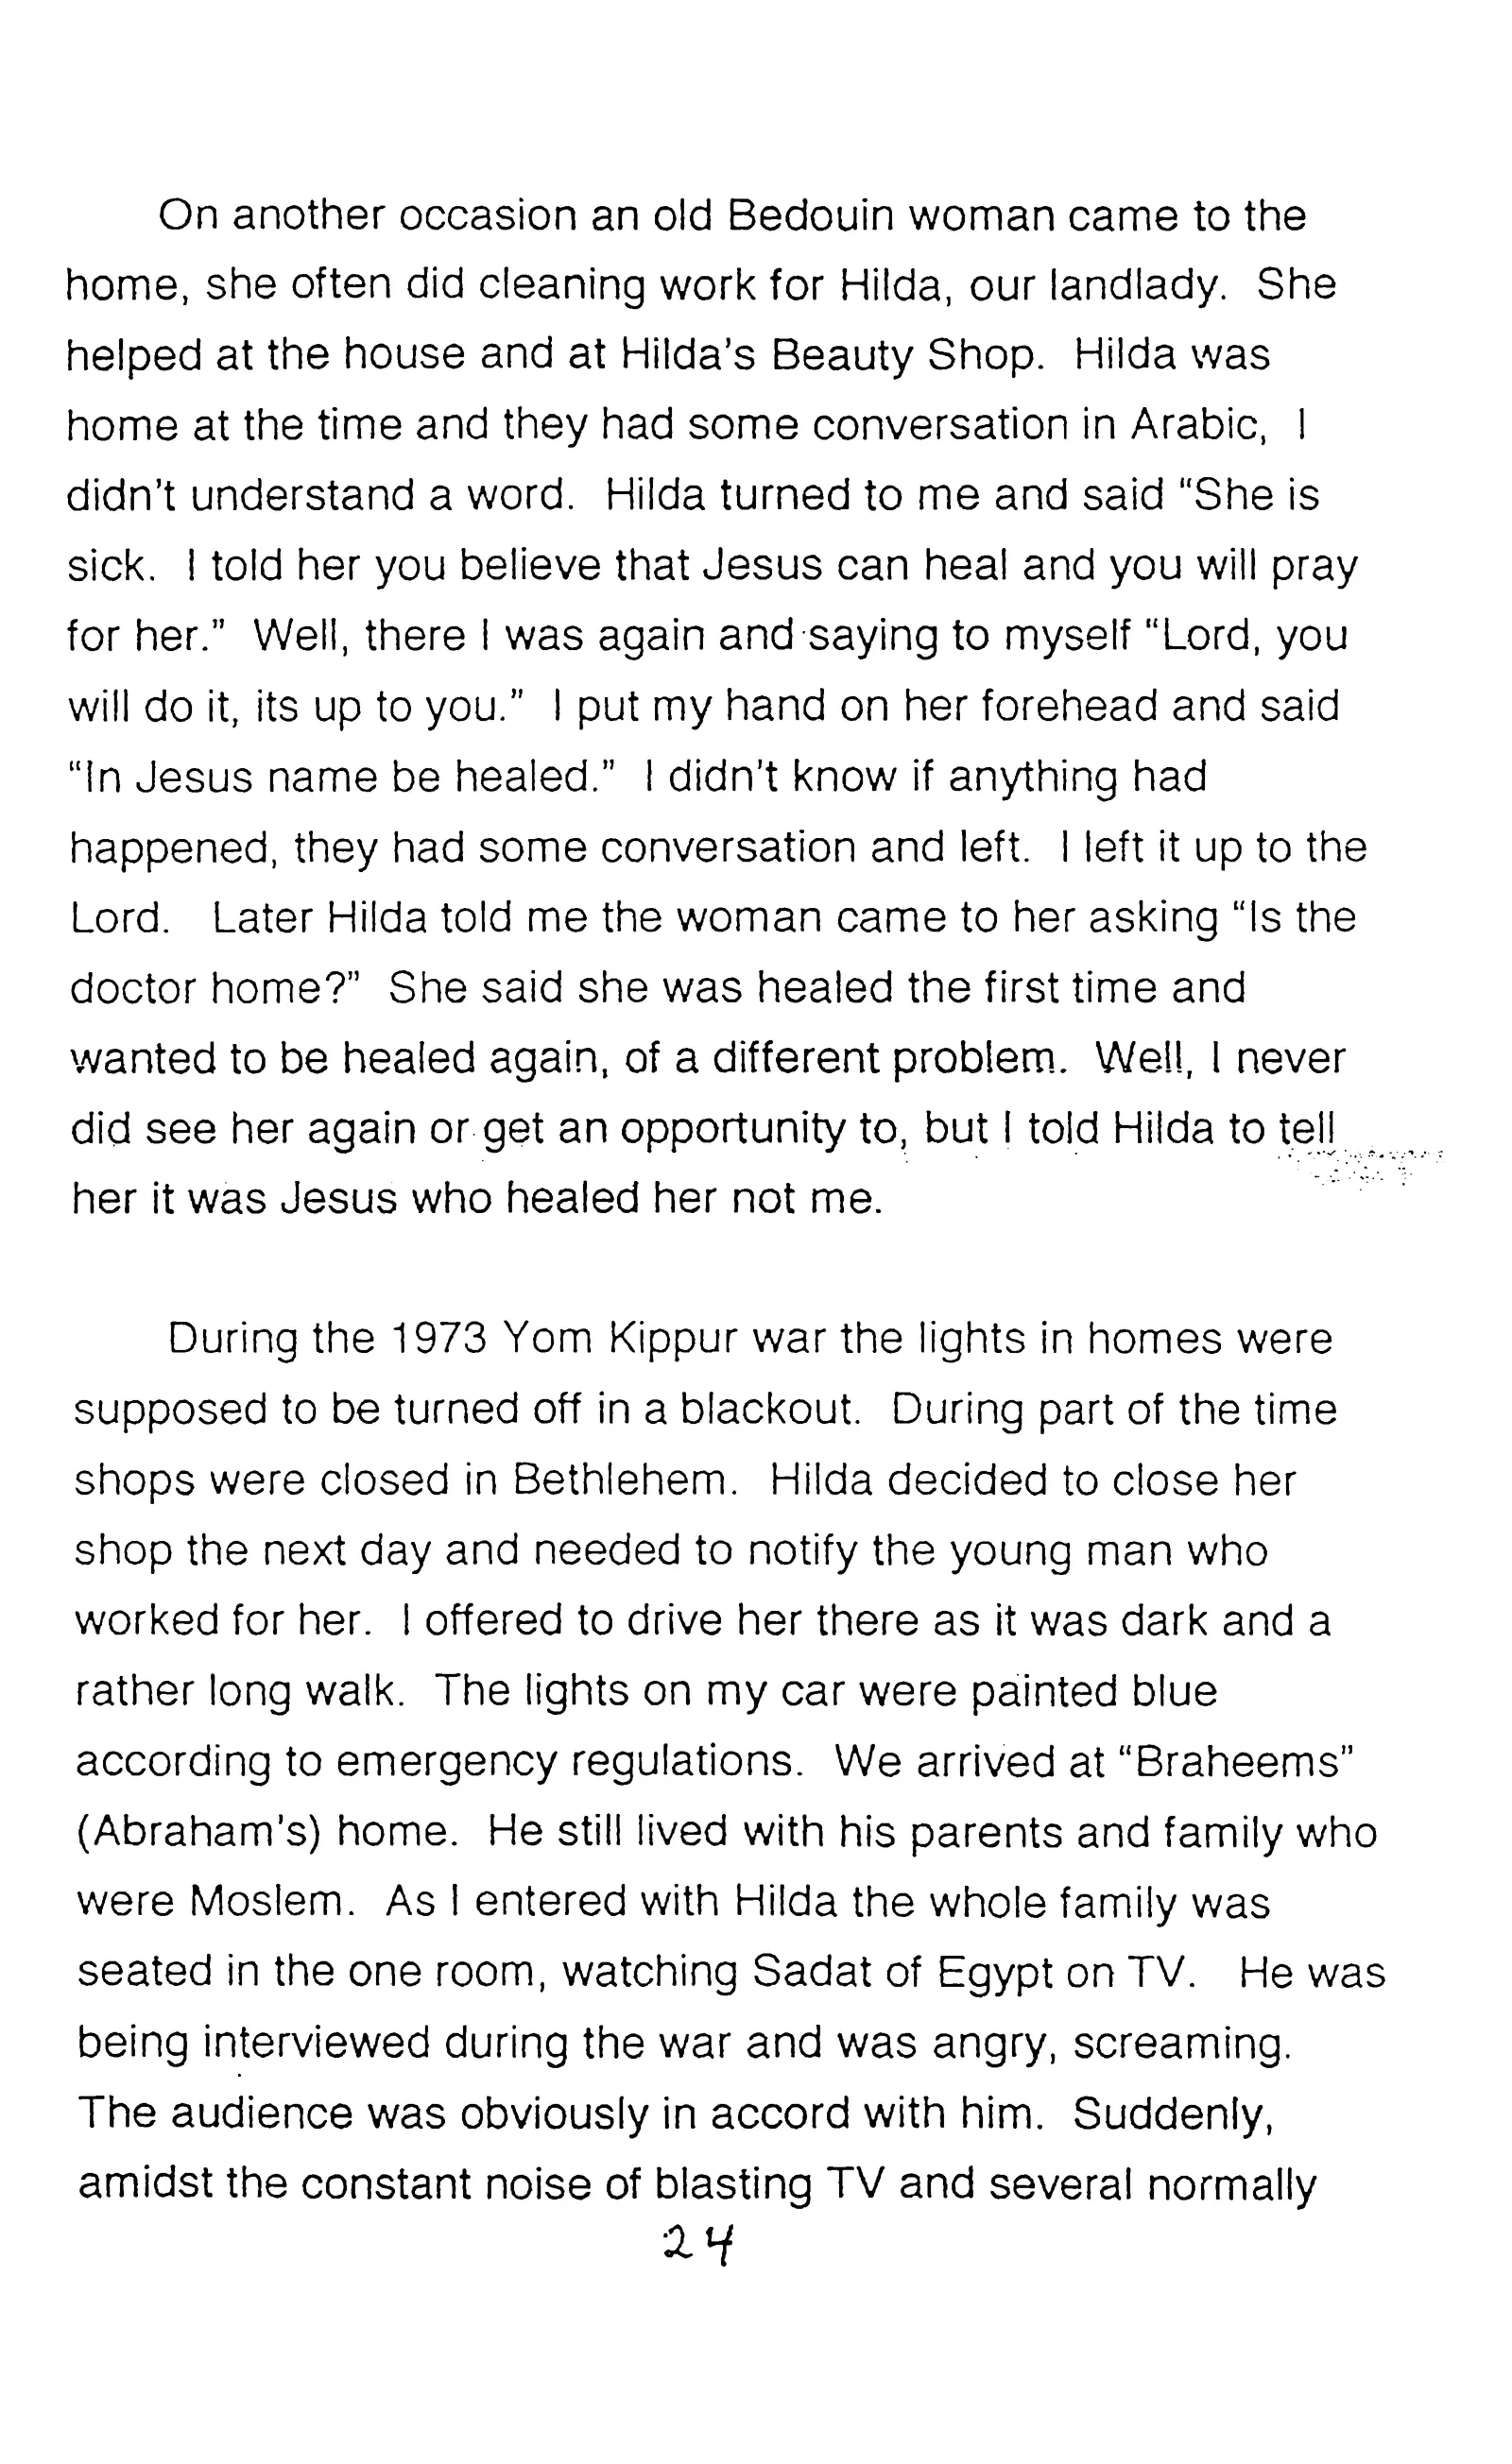 On another occasion an old Bedouin woman came to the
home, she often did cleaning work for Hilda, our landlady. She
helped at the house and at Hilda's Beauty Shop. Hilda was
home at the time and they had some conversation in Arabic, I
didn't understand a word. Hilda turned to me and said "She is
sick. I told her you believe that Jesus can heal and you will pray
for her." Well, there I was again and saying to myself "Lord, you
will do it, its up to you." I put my hand on her forehead and said
"In Jesus name be healed." I didn't know if anything had
happened, they had some conversation and left. I left it up to the
Lord. Later Hilda told me the woman came to her asking "Is the
doctor home?" She said she was healed the first time and
wanted to be healed again, of a different problem. Well, I never
did see her again or get an opportunity to, but I told Hilda to tell
her it was Jesus who healed her not me.
During the 1973 Yom Kippur war the lights in homes were
supposed to be turned off in a blackout. During part of the time
shops were closed in Bethlehem. Hilda decided to close her
shop the next day and needed to notify the young man who
worked for her. I offered to drive her there as it was dark and a
rather long walk. The lights on my car were painted blue
according to emergency regulations. We arrived at "Braheems"
(Abraham's) home. He still lived with his parents and family who
were Moslem. As I entered with Hilda the whole family was
seated in the one room, watching Sadat of Egypt on TV. He was
being interviewed during the war and was angry, screaming.
The audience was obviously in accord with him. Suddenly,
amidst the constant noise of blasting TV and several normally
24